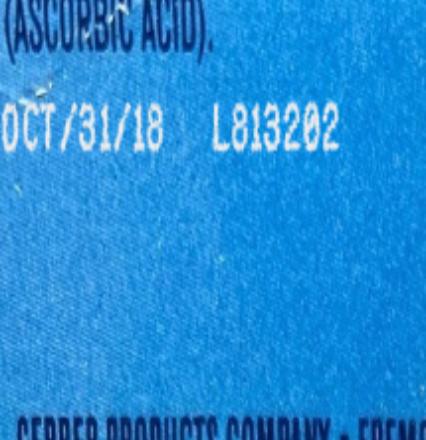 (ASCORBIC ACID).
OCT/31/18 L813202
GERBER PRODUCTS COMPANY